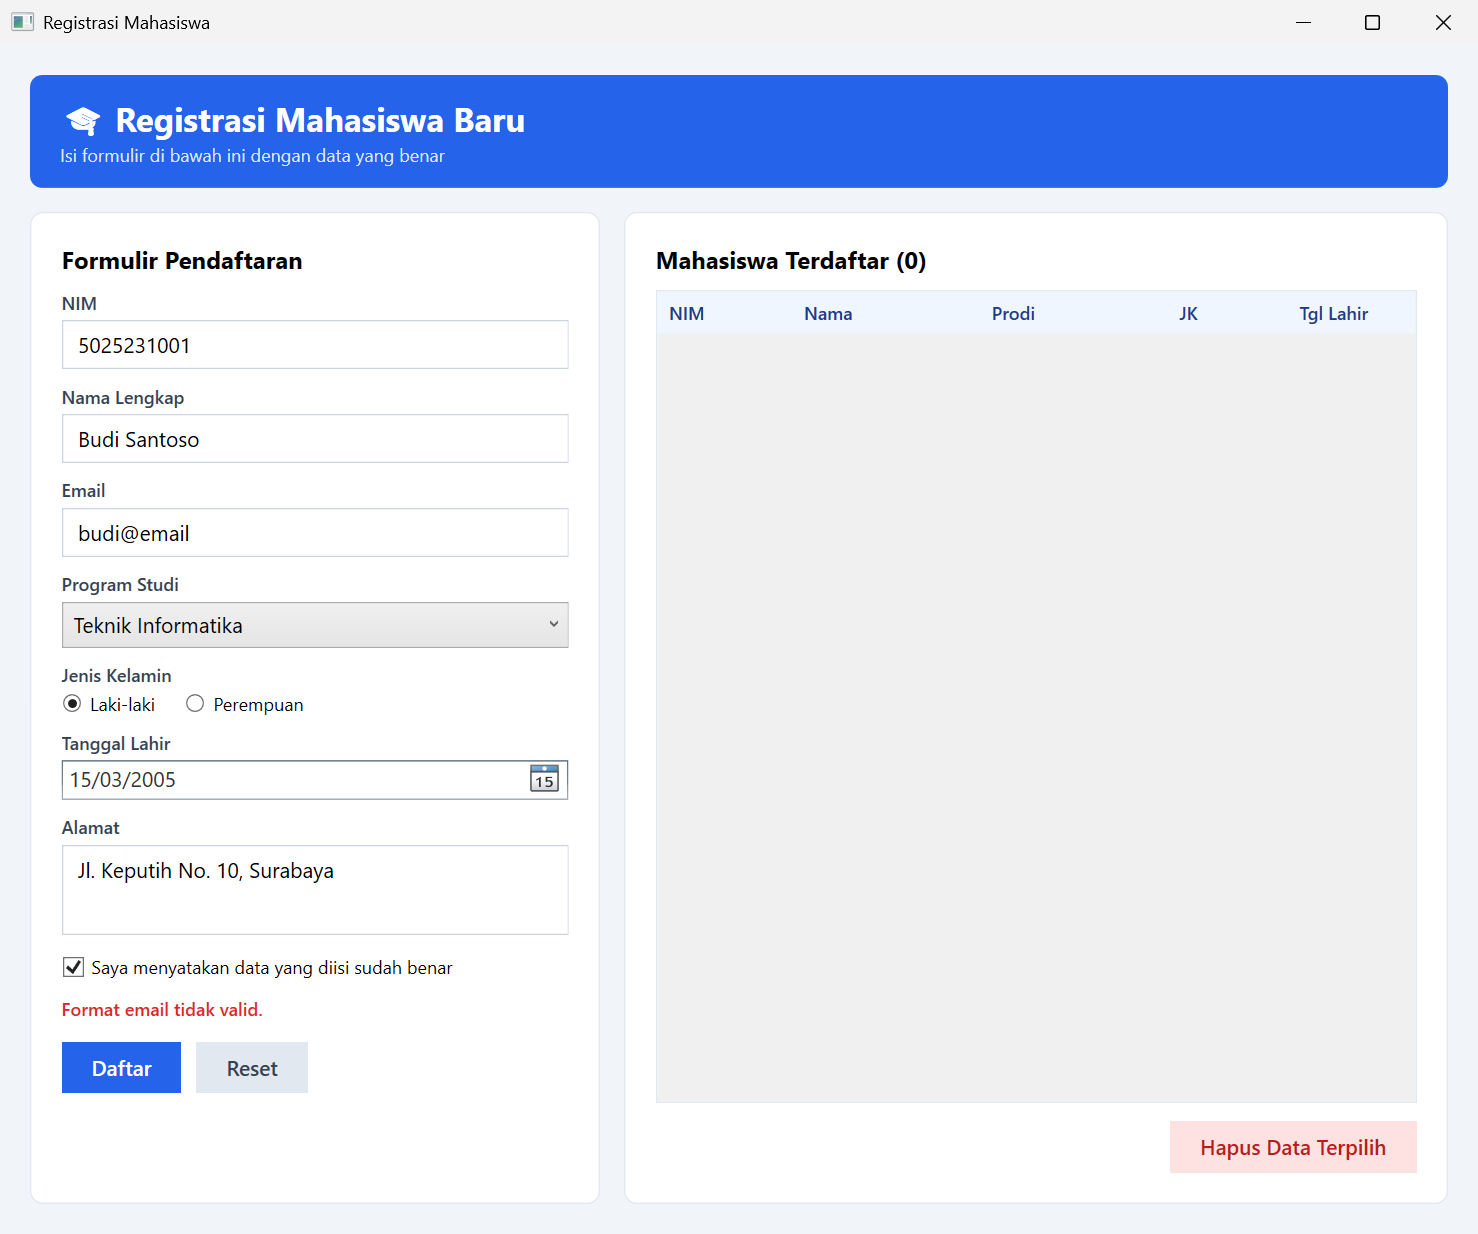 Registrasi Mahasiswa
Registrasi Mahasiswa Baru
Isi formulir di bawah ini dengan data yang benar
Formulir Pendaftaran
NIM
5025231001
Nama Lengkap
Budi Santoso
Email
budi@email
Program Studi
Teknik Informatika
Jenis Kelamin
Laki-laki Perempuan
Tanggal Lahir
15/03/2005 15
Alamat
Jl. Keputih No. 10, Surabaya
Saya menyatakan data yang diisi sudah benar
Format email tidak valid.
Daftar Reset
Mahasiswa Terdaftar (0)
NIM Nama Prodi JK Tgl Lahir
Hapus Data Terpilih